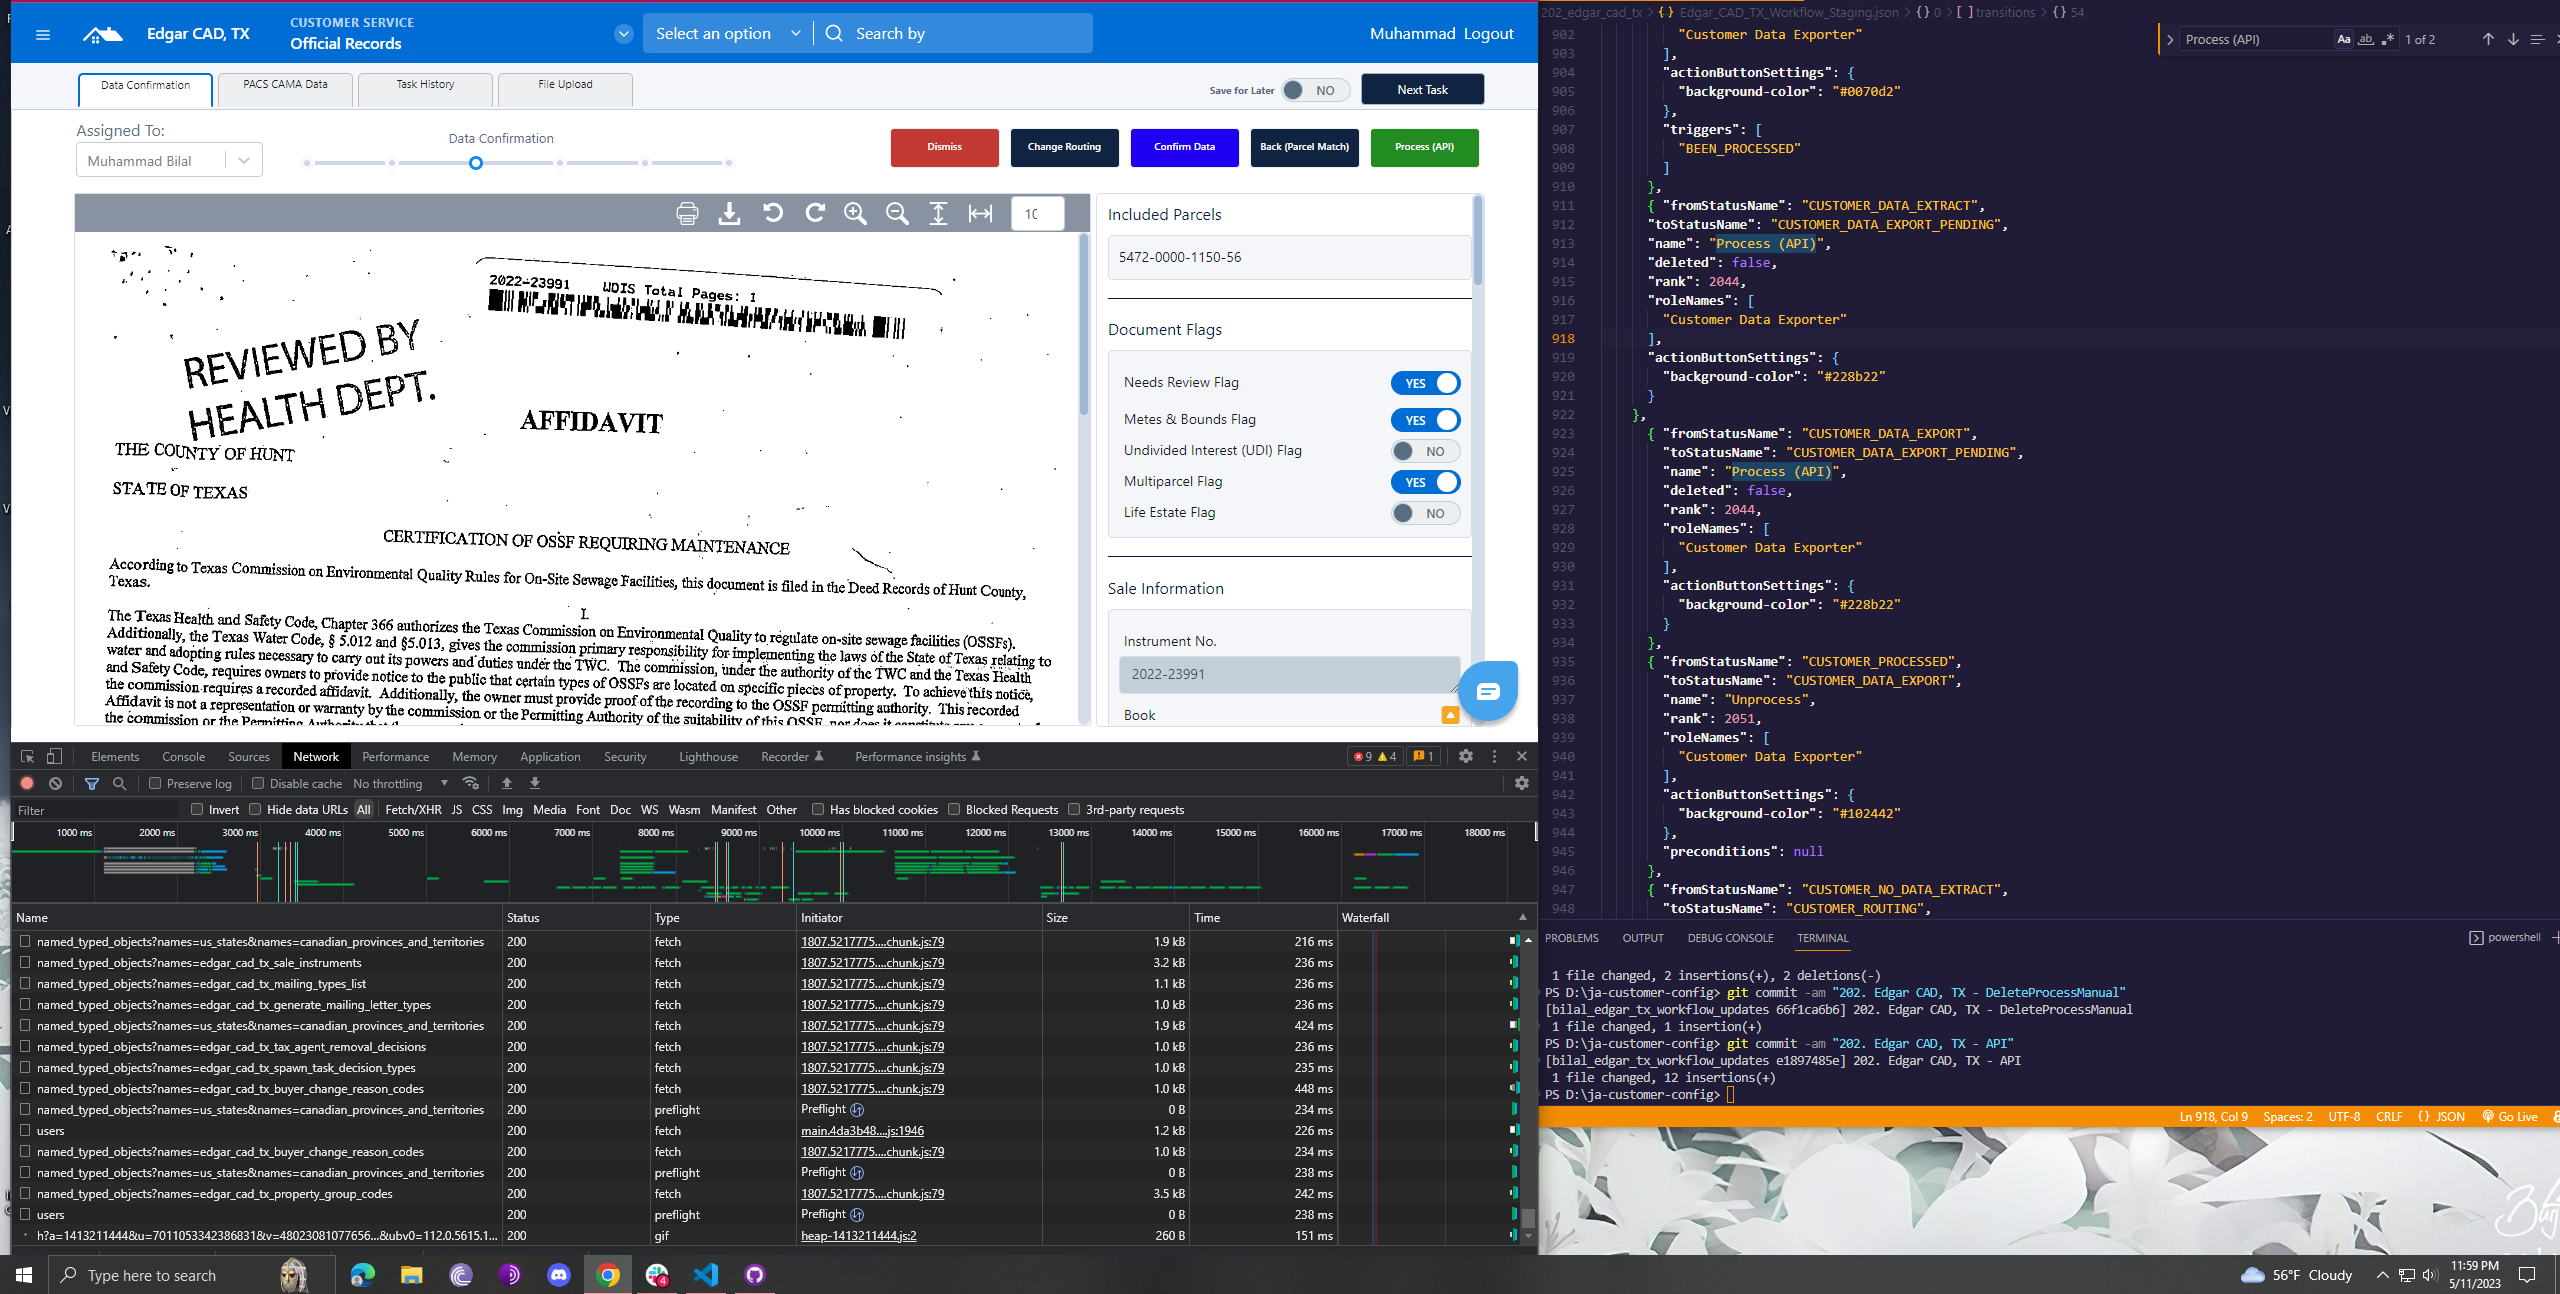 Edgar CAD, TX
CUSTOMER SERVICE
Official Records
Select an option
Search by
Muhammad Logout
Data Confirmation
PACS CAMA Data
Task History
File Upload
Save for Later
NO
Next Task
Assigned To:
Muhammad Bilal
Data Confirmation
Dismiss
Change Routing
Confirm Data
Back (Parcel Match)
Process (API)
2022-23991 WDIS Total Pages: 1
REVIEWED BY
HEALTH DEPT.
AFFIDAVIT
THE COUNTY OF HUNT
STATE OF TEXAS
CERTIFICATION OF OSSF REQUIRING MAINTENANCE
According to Texas Commission on Environmental Quality Rules for On-Site Sewage Facilities, this document is filed in the Deed Records of Hunt County,
Texas.
The Texas Health and Safety Code, Chapter 366 authorizes the Texas Commission on Environmental Quality to regulate on-site sewage facilities (OSSFs).
Additionally, the Texas Water Code, § 5.012 and §5.013, gives the commission primary responsibility for implementing the laws of the State of Texas relating to
water and adopting rules necessary to carry out its powers and duties under the TWC. The commission, under the authority of the TWC and the Texas Health
and Safety Code, requires owners to provide notice to the public that certain types of OSSFs are located on specific pieces of property. To achieve this notice,
the commission requires a recorded affidavit. Additionally, the owner must provide proof of the recording to the OSSF permitting authority. This recorded
Affidavit is not a representation or warranty by the commission or the Permitting Authority of the suitability of this OSSF, nor does it constitute
the commission or the Permitting Authority that the
Included Parcels
5472-0000-1150-56
Document Flags
Needs Review Flag YES
Metes & Bounds Flag YES
Undivided Interest (UDI) Flag NO
Multiparcel Flag YES
Life Estate Flag NO
Sale Information
Instrument No.
2022-23991
Book
Elements Console Sources Network Performance Memory Application Security Lighthouse Recorder Performance insights 9 4 1
Preserve log Disable cache No throttling
Filter Invert Hide data URLs All Fetch/XHR JS CSS Img Media Font Doc WS Wasm Manifest Other Has blocked cookies Blocked Requests 3rd-party requests
1000 ms 2000 ms 3000 ms 4000 ms 5000 ms 6000 ms 7000 ms 8000 ms 9000 ms 10000 ms 11000 ms 12000 ms 13000 ms 14000 ms 15000 ms 16000 ms 17000 ms 18000 ms
Name Status Type Initiator Size Time Waterfall
named_typed_objects?names=us_states&names=canadian_provinces_and_territories 200 fetch 1807.5217775....chunk.js:79 1.9 kB 216 ms
named_typed_objects?names=edgar_cad_tx_sale_instruments 200 fetch 1807.5217775....chunk.js:79 3.2 kB 236 ms
named_typed_objects?names=edgar_cad_tx_mailing_types_list 200 fetch 1807.5217775....chunk.js:79 1.1 kB 236 ms
named_typed_objects?names=edgar_cad_tx_generate_mailing_letter_types 200 fetch 1807.5217775....chunk.js:79 1.0 kB 236 ms
named_typed_objects?names=us_states&names=canadian_provinces_and_territories 200 fetch 1807.5217775....chunk.js:79 1.9 kB 424 ms
named_typed_objects?names=edgar_cad_tx_tax_agent_removal_decisions 200 fetch 1807.5217775....chunk.js:79 1.0 kB 236 ms
named_typed_objects?names=edgar_cad_tx_spawn_task_decision_types 200 fetch 1807.5217775....chunk.js:79 1.0 kB 235 ms
named_typed_objects?names=edgar_cad_tx_buyer_change_reason_codes 200 fetch 1807.5217775....chunk.js:79 1.0 kB 448 ms
named_typed_objects?names=us_states&names=canadian_provinces_and_territories 200 preflight Preflight 0 B 234 ms
users 200 fetch main.4da3b48....js:1946 1.2 kB 226 ms
named_typed_objects?names=edgar_cad_tx_buyer_change_reason_codes 200 fetch 1807.5217775....chunk.js:79 1.0 kB 234 ms
named_typed_objects?names=us_states&names=canadian_provinces_and_territories 200 preflight Preflight 0 B 238 ms
named_typed_objects?names=edgar_cad_tx_property_group_codes 200 fetch 1807.5217775....chunk.js:79 3.5 kB 242 ms
users 200 preflight Preflight 0 B 238 ms
h?a=1413211444&u=7011053342386831&v=48023081077656...&ubv0=112.0.5615.1... 200 gif heap-1413211444.js:2 260 B 151 ms
202_edgar_cad_tx > {..} Edgar_CAD_TX_Workflow_Staging.json > {} 0 > [ ] transitions > {} 54
Process (API) Aa ab 1 of 2
902 "Customer Data Exporter"
903 ],
904 "actionButtonSettings": {
905 "background-color": "#0070d2"
906 },
907 "triggers": [
908 "BEEN_PROCESSED"
909 ]
910 },
911 { "fromStatusName": "CUSTOMER_DATA_EXTRACT",
912 "toStatusName": "CUSTOMER_DATA_EXPORT_PENDING",
913 "name": "Process (API)",
914 "deleted": false,
915 "rank": 2044,
916 "roleNames": [
917 "Customer Data Exporter"
918 ],
919 "actionButtonSettings": {
920 "background-color": "#228b22"
921 }
922 },
923 { "fromStatusName": "CUSTOMER_DATA_EXPORT",
924 "toStatusName": "CUSTOMER_DATA_EXPORT_PENDING",
925 "name": "Process (API)",
926 "deleted": false,
927 "rank": 2044,
928 "roleNames": [
929 "Customer Data Exporter"
930 ],
931 "actionButtonSettings": {
932 "background-color": "#228b22"
933 }
934 },
935 { "fromStatusName": "CUSTOMER_PROCESSED",
936 "toStatusName": "CUSTOMER_DATA_EXPORT",
937 "name": "Unprocess",
938 "rank": 2051,
939 "roleNames": [
940 "Customer Data Exporter"
941 ],
942 "actionButtonSettings": {
943 "background-color": "#102442"
944 },
945 "preconditions": null
946 },
947 { "fromStatusName": "CUSTOMER_NO_DATA_EXTRACT",
948 "toStatusName": "CUSTOMER_ROUTING",
PROBLEMS OUTPUT DEBUG CONSOLE TERMINAL powershell
1 file changed, 2 insertions(+), 2 deletions(-)
PS D:\ja-customer-config> git commit -am "202. Edgar CAD, TX - DeleteProcessManual"
[bilal_edgar_tx_workflow_updates 66f1ca6b6] 202. Edgar CAD, TX - DeleteProcessManual
1 file changed, 1 insertion(+)
PS D:\ja-customer-config> git commit -am "202. Edgar CAD, TX - API"
[bilal_edgar_tx_workflow_updates e1897485e] 202. Edgar CAD, TX - API
1 file changed, 12 insertions(+)
PS D:\ja-customer-config>
Ln 918, Col 9 Spaces: 2 UTF-8 CRLF {} JSON Go Live
Type here to search
4
56°F Cloudy
11:59 PM
5/11/2023